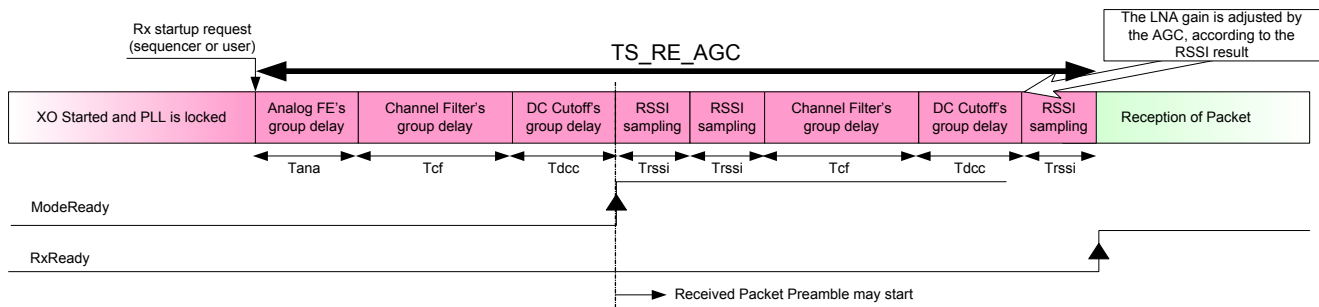 Rx startup request
(sequencer or user)
TS_RE_AGC
The LNA gain is adjusted by
the AGC, according to the
RSSI result
XO Started and PLL is locked
Analog FE's
group delay
Channel Filter's
group delay
DC Cutoff's
group delay
RSSI
sampling
RSSI
sampling
Channel Filter's
group delay
DC Cutoff's
group delay
RSSI
sampling
Reception of Packet
Tana
Tcf
Tdcc
Trssi
Trssi
Tcf
Tdcc
Trssi
ModeReady
RxReady
Received Packet Preamble may start